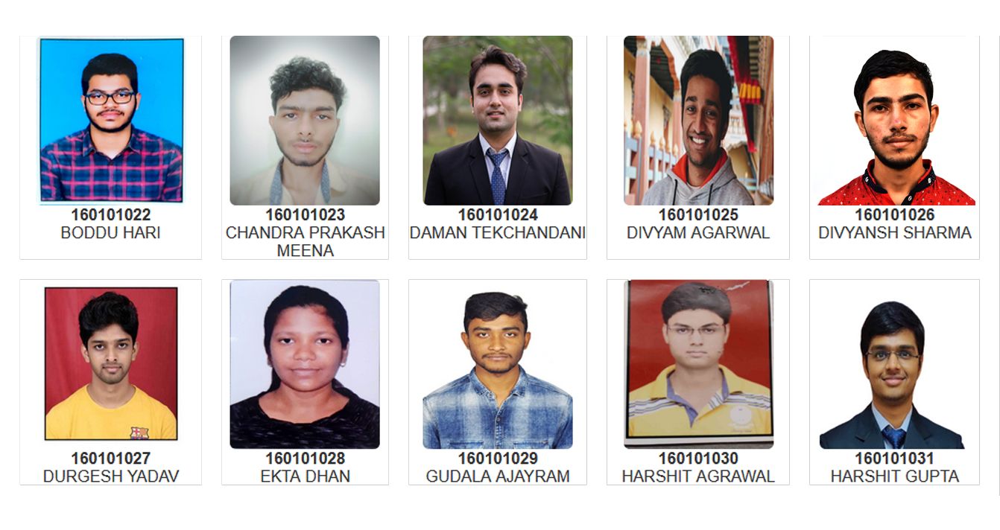 160101022
BODDU HARI
160101023
CHANDRA PRAKASH
MEENA
160101024
DAMAN TEKCHANDANI
160101025
DIVYAM AGARWAL
160101026
DIVYANSH SHARMA
160101027
DURGESH YADAV
160101028
EKTA DHAN
160101029
GUDALA AJAYRAM
160101030
HARSHIT AGRAWAL
160101031
HARSHIT GUPTA